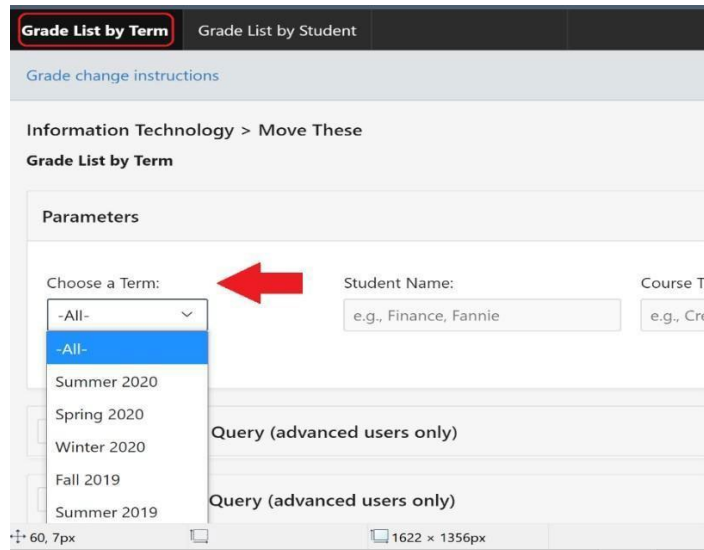 Grade List by Term Grade List by Student
Grade change instructions
Information Technology > Move These
Grade List by Term
Parameters
Choose a Term: Student Name: Course T
-All- e.g., Finance, Fannie e.g., Cre
-All-
Summer 2020
Spring 2020
Query (advanced users only)
Winter 2020
Fall 2019
Query (advanced users only)
Summer 2019
60, 7px 1622 × 1356px